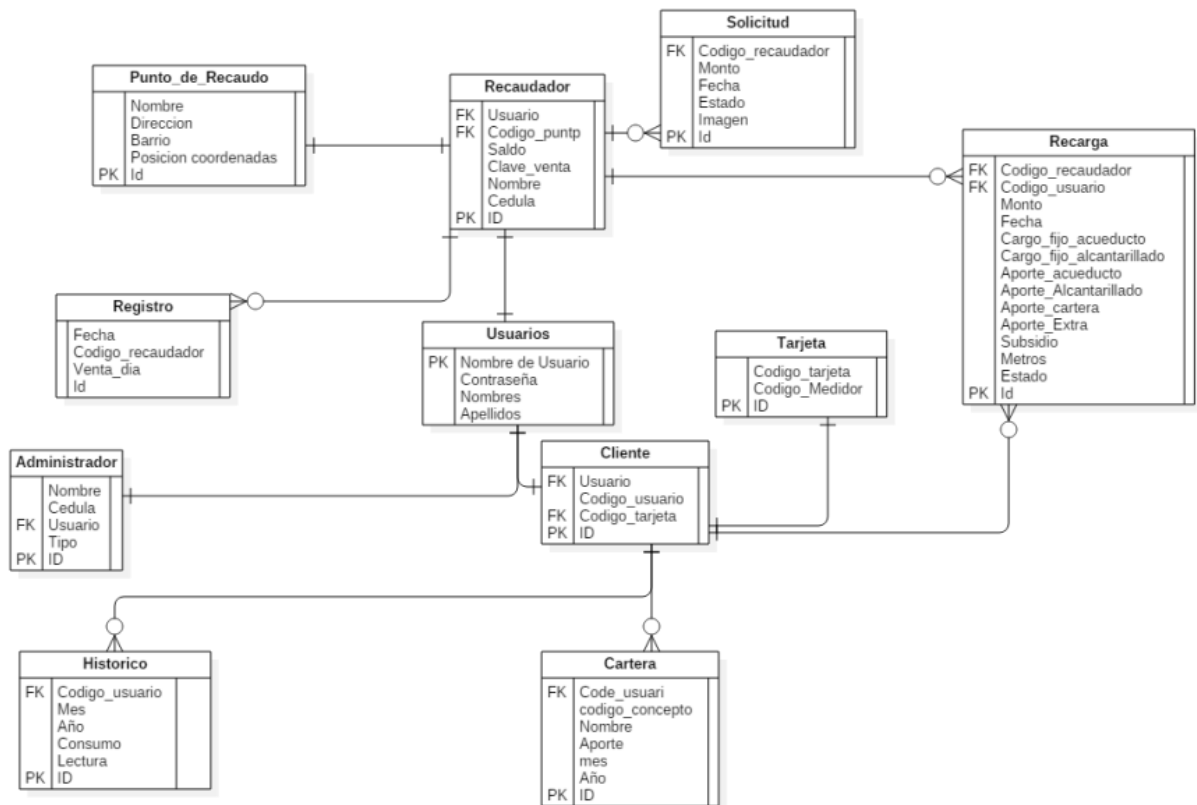 Solicitud
FK Codigo_recaudador
Monto
Fecha
Estado
Imagen
PK Id
Punto_de_Recaudo
Nombre
Direccion
Barrio
Posicion coordenadas
PK Id
Recaudador
FK Usuario
FK Codigo_puntp
Saldo
Clave_venta
Nombre
Cedula
PK ID
Recarga
FK Codigo_recaudador
FK Codigo_usuario
Monto
Fecha
Cargo_fijo_acueducto
Cargo_fijo_alcantarillado
Aporte_acueducto
Aporte_Alcantarillado
Aporte_cartera
Aporte_Extra
Subsidio
Metros
Estado
PK Id
Registro
Fecha
Codigo_recaudador
Venta_dia
Id
Usuarios
PK Nombre de Usuario
Contraseña
Nombres
Apellidos
Tarjeta
Codigo_tarjeta
Codigo_Medidor
PK ID
Administrador
Nombre
Cedula
FK Usuario
Tipo
PK ID
Cliente
FK Usuario
Codigo_usuario
FK Codigo_tarjeta
PK ID
Historico
FK Codigo_usuario
Mes
Año
Consumo
Lectura
PK ID
Cartera
FK Code_usuari
codigo_concepto
Nombre
Aporte
mes
Año
PK ID